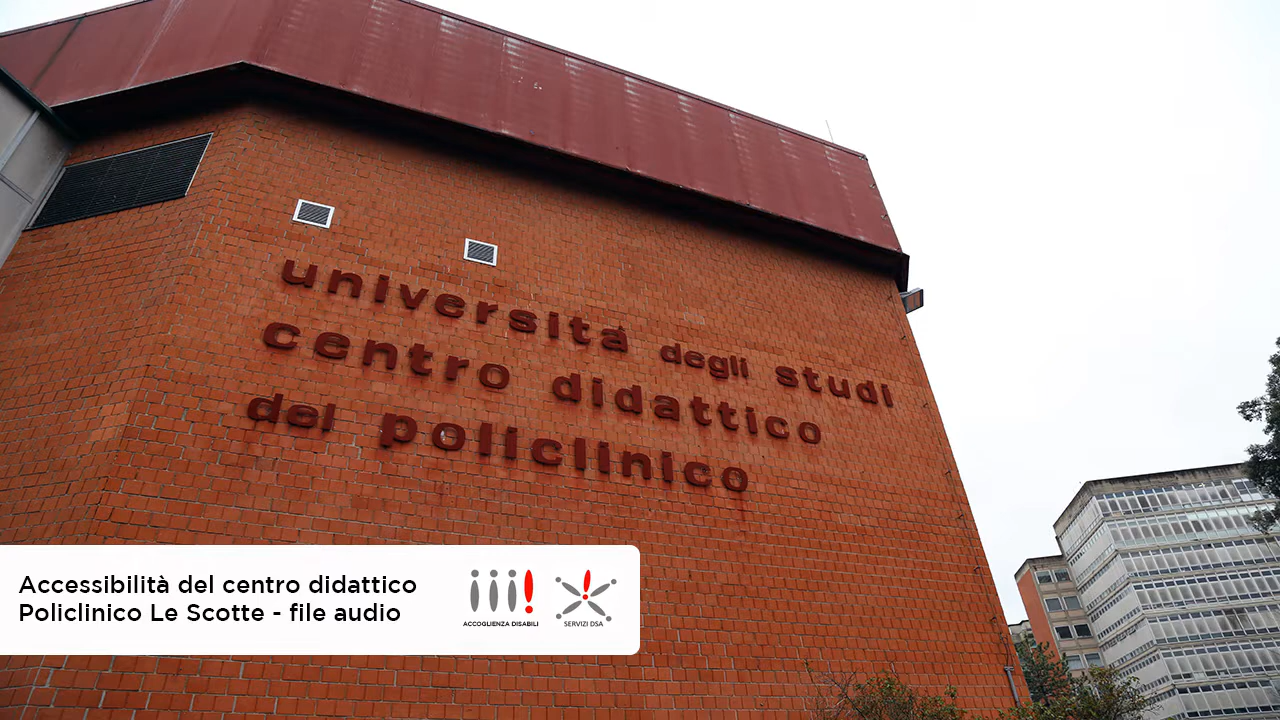 universitá degli studi
centro didattico
del policlinico
Accessibilità del centro didattico
Policlinico Le Scotte - file audio
ACCOGLIENZA DISABILI
SERVIZI DSA